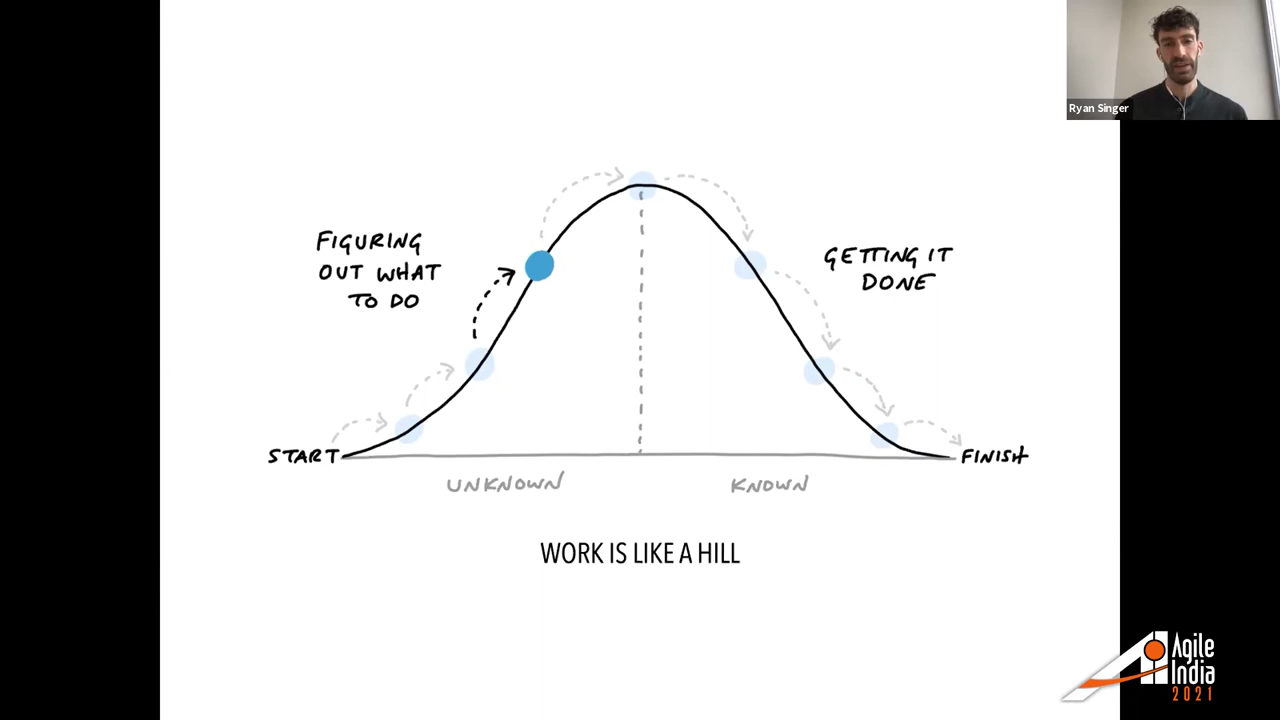 Ryan Singer
FIGURING
OUT WHAT
TO DO
GETTING IT
DONE
START
FINISH
UNKNOWN
KNOWN
WORK IS LIKE A HILL
Agile
India
2021